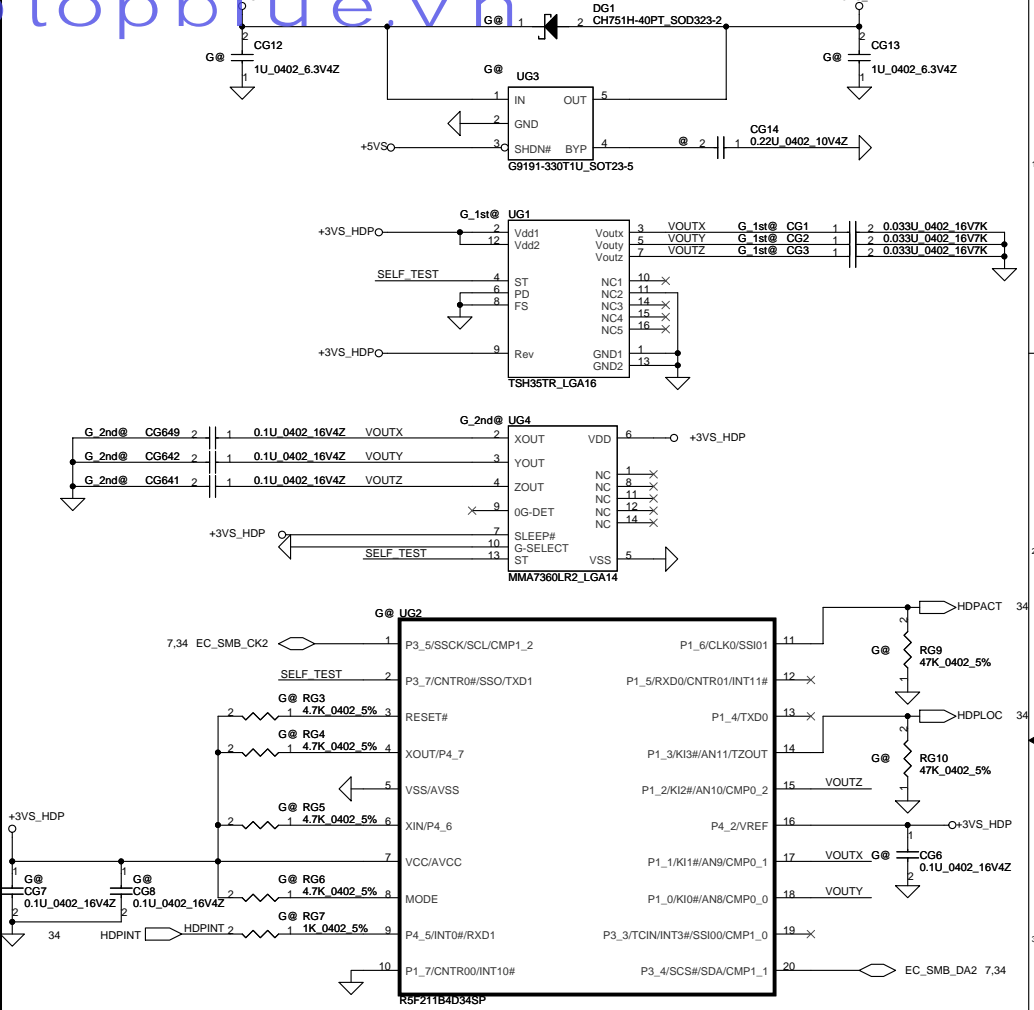 topblue.vn
DG1
G@ 1 2 CH751H-40PT_SOD323-2
2 CG12
G@
1 1U_0402_6.3V4Z
2 CG13
G@
1 1U_0402_6.3V4Z
G@
UG3
1 IN OUT 5
2 GND
+5VS 3 SHDN# BYP 4
G9191-330T1U_SOT23-5
CG14
@ 2 1 0.22U_0402_10V4Z
G_1st@ UG1
+3VS_HDP 2 Vdd1
12 Vdd2
Voutx 3 VOUTX G_1st@ CG1 1 2 0.033U_0402_16V7K
Vouty 5 VOUTY G_1st@ CG2 1 2 0.033U_0402_16V7K
Voutz 7 VOUTZ G_1st@ CG3 1 2 0.033U_0402_16V7K
SELF_TEST 4 ST
6 PD
8 FS
NC1 10
NC2 11
NC3 14
NC4 15
NC5 16
+3VS_HDP 9 Rev
GND1 1
GND2 13
TSH35TR_LGA16
G_2nd@ UG4
G_2nd@ CG649 2 1 0.1U_0402_16V4Z VOUTX 2 XOUT
VDD 6 +3VS_HDP
G_2nd@ CG642 2 1 0.1U_0402_16V4Z VOUTY 3 YOUT
G_2nd@ CG641 2 1 0.1U_0402_16V4Z VOUTZ 4 ZOUT
NC 1
NC 8
NC 11
NC 12
NC 14
9 0G-DET
+3VS_HDP 7 SLEEP#
10 G-SELECT
SELF_TEST 13 ST
VSS 5
MMA7360LR2_LGA14
G@ UG2
7,34 EC_SMB_CK2 1 P3_5/SSCK/SCL/CMP1_2
SELF_TEST 2 P3_7/CNTR0#/SSO/TXD1
G@ RG3
2 1 4.7K_0402_5% 3 RESET#
G@ RG4
2 1 4.7K_0402_5% 4 XOUT/P4_7
5 VSS/AVSS
G@ RG5
2 1 4.7K_0402_5% 6 XIN/P4_6
+3VS_HDP
7 VCC/AVCC
1 G@
CG7
0.1U_0402_16V4Z
2
1 G@
CG8
0.1U_0402_16V4Z
2
G@ RG6
2 1 4.7K_0402_5% 8 MODE
G@ RG7
34 HDPINT HDPINT 2 1 1K_0402_5% 9 P4_5/INT0#/RXD1
10 P1_7/CNTR00/INT10#
P1_6/CLK0/SSI01 11
HDPACT 34
2
G@ RG9
47K_0402_5%
1
P1_5/RXD0/CNTR01/INT11# 12
P1_4/TXD0 13
HDPLOC 34
P1_3/KI3#/AN11/TZOUT 14
2
G@ RG10
47K_0402_5%
1
P1_2/KI2#/AN10/CMP0_2 15 VOUTZ
P4_2/VREF 16 +3VS_HDP
P1_1/KI1#/AN9/CMP0_1 17 VOUTX
1
G@ CG6
0.1U_0402_16V4Z
2
P1_0/KI0#/AN8/CMP0_0 18 VOUTY
P3_3/TCIN/INT3#/SSI00/CMP1_0 19
P3_4/SCS#/SDA/CMP1_1 20 EC_SMB_DA2 7,34
R5F211B4D34SP